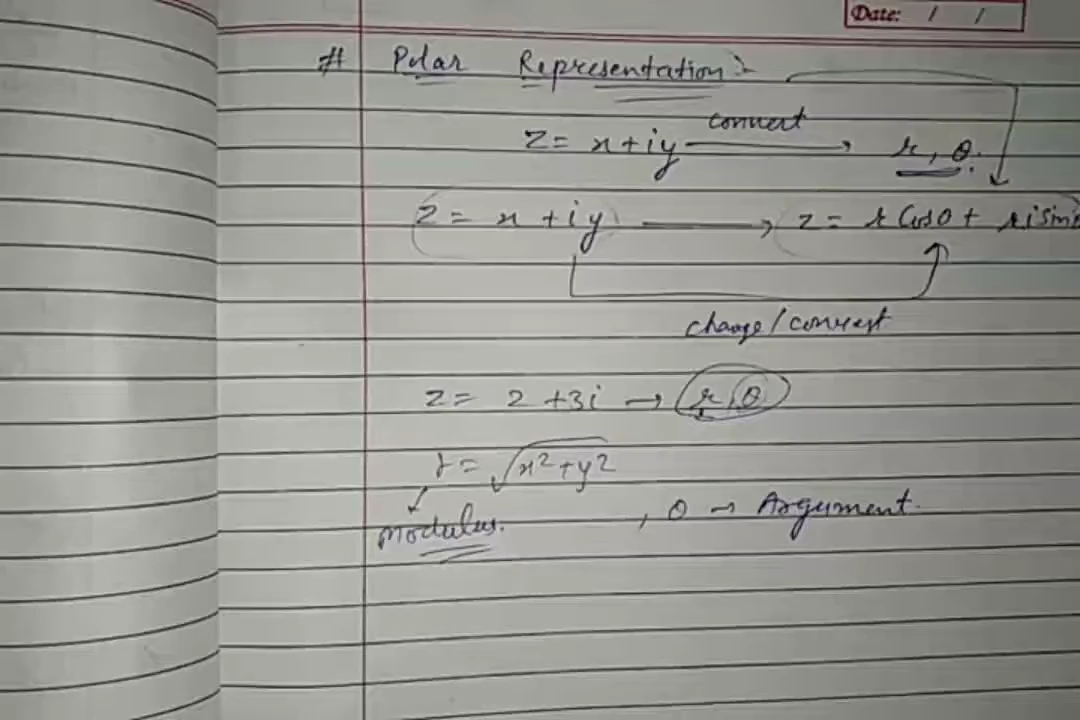 Date: / /
# Polar Representation :-
convert
z = x + iy → r, θ.
z = x + iy → z = r Cosθ + r i sin
change / convert
z = 2 + 3i → r, θ
r = √x² + y²
Modulus. , θ → Argument.